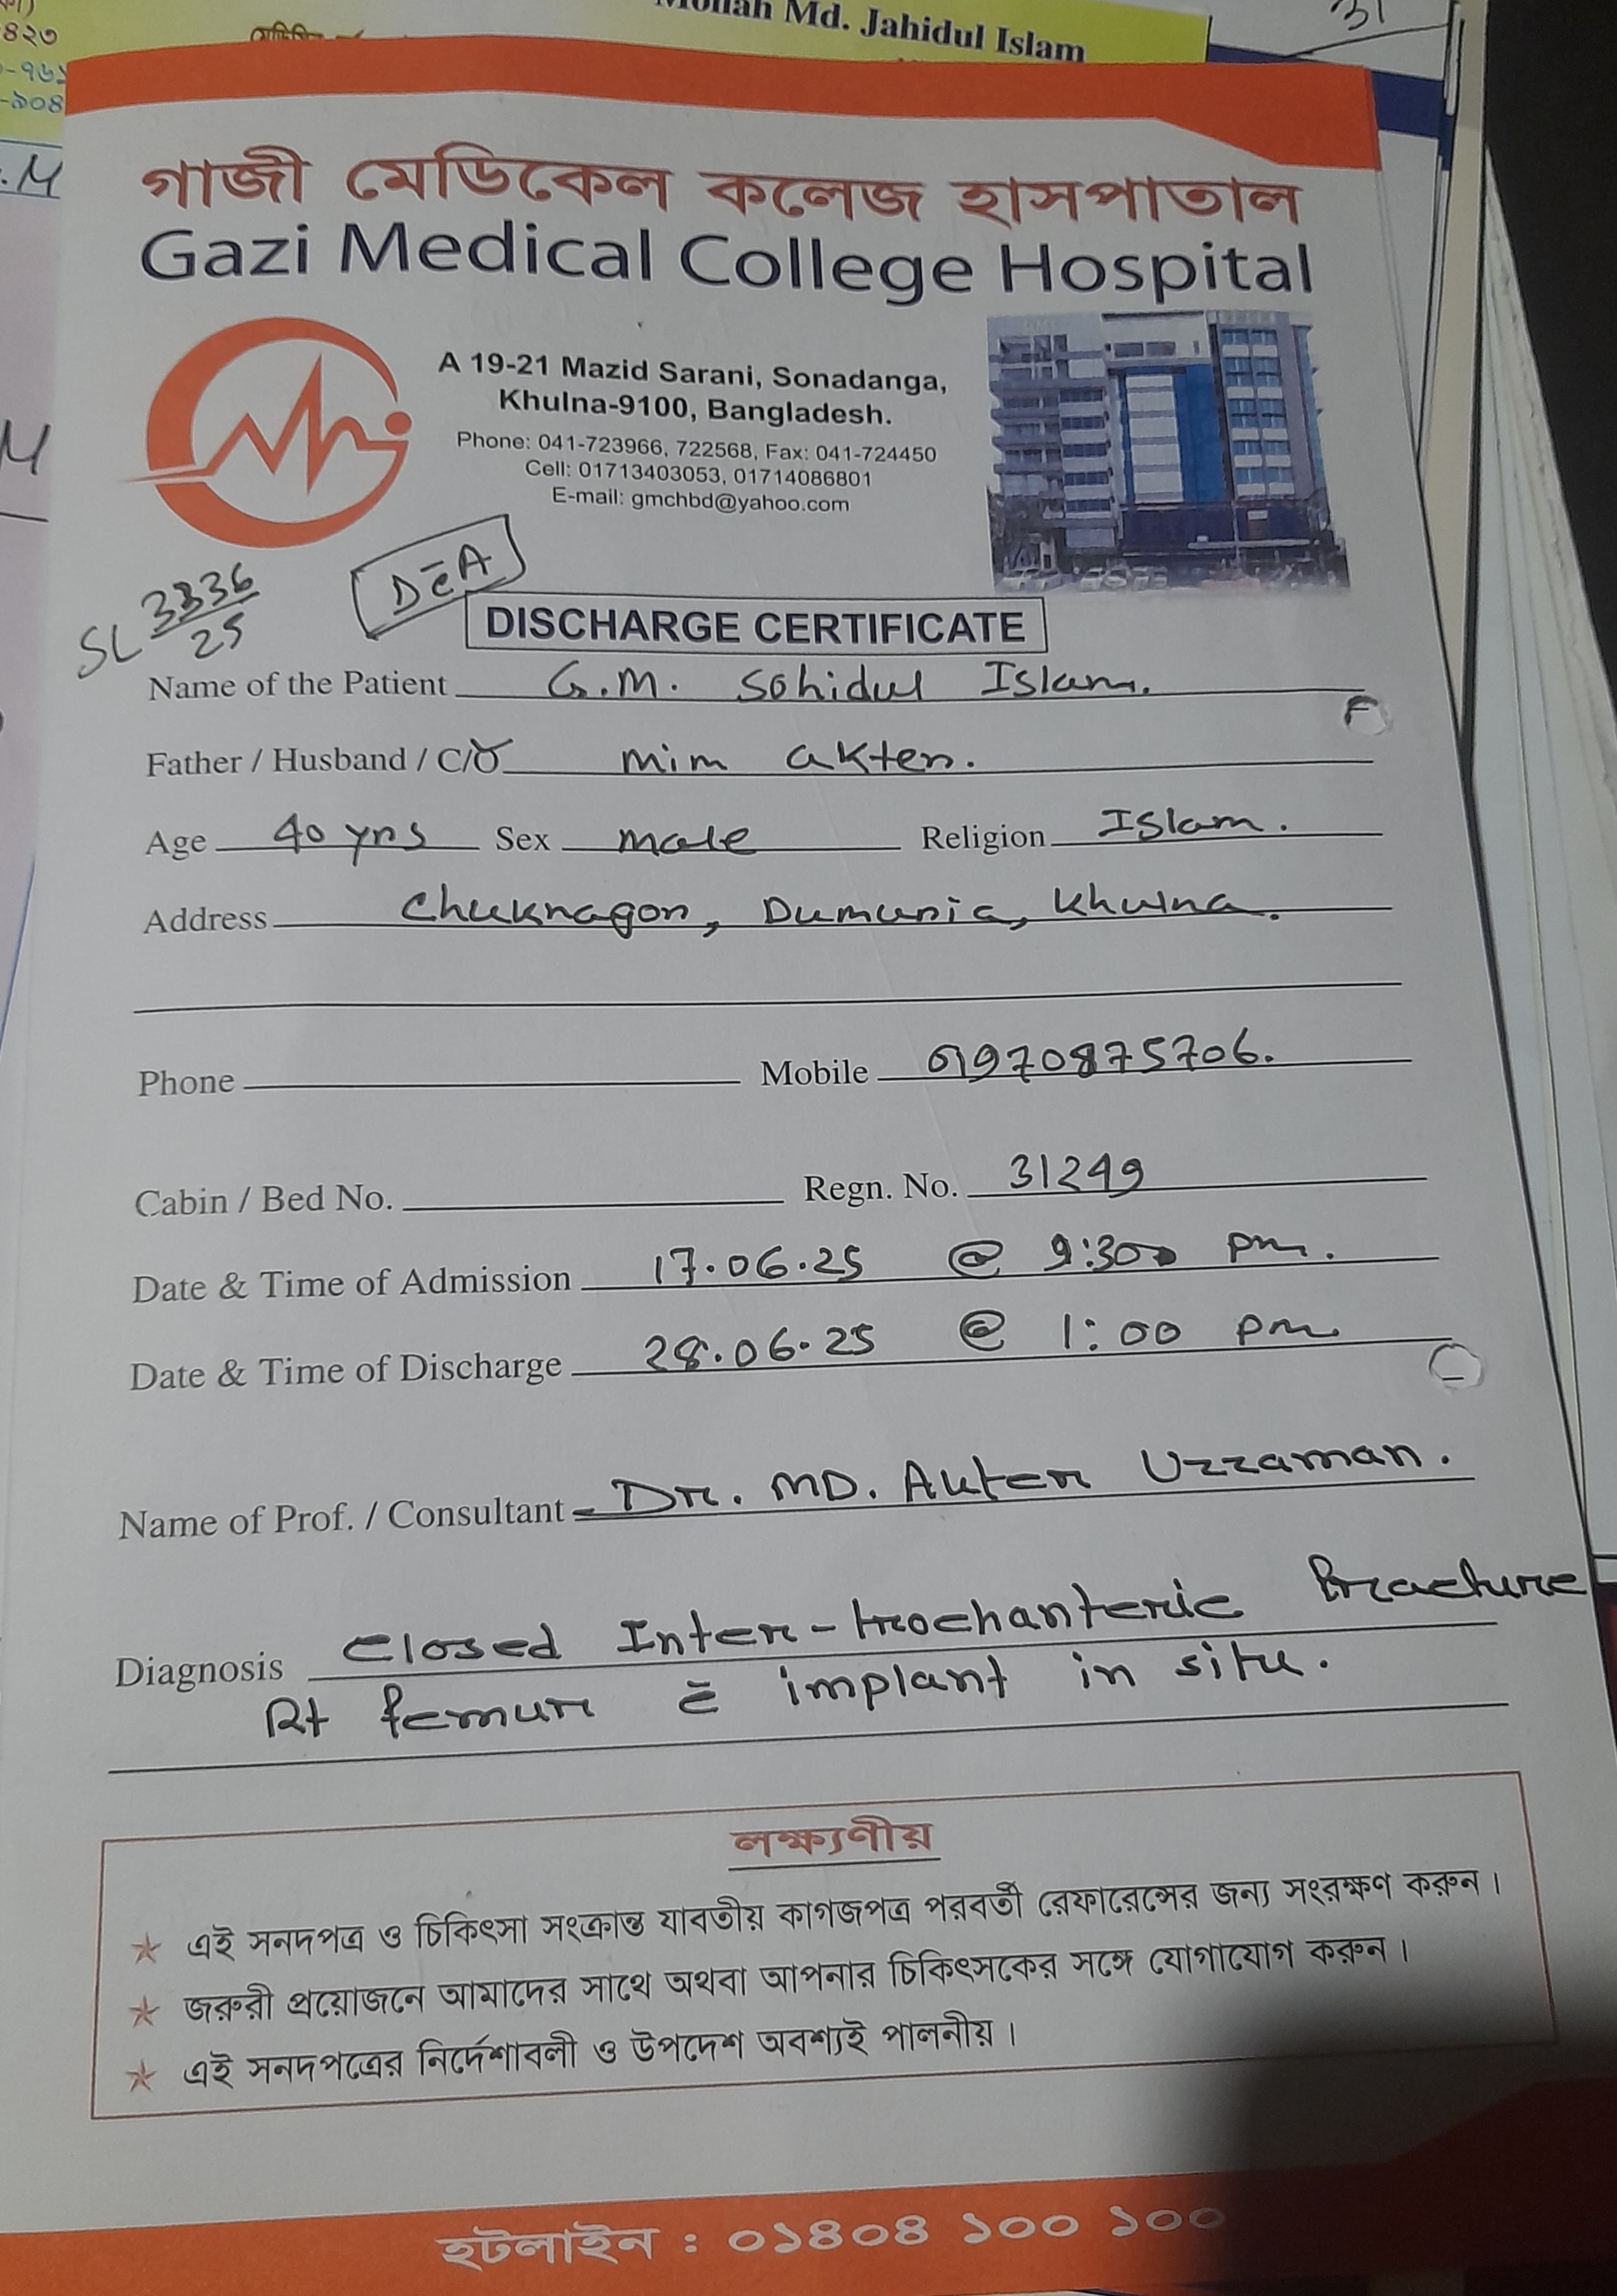 Mollah Md. Jahidul Islam
31
৪২৩
-৯০৪
.M
M
গাজী মেডিকেল কলেজ হাসপাতাল
Gazi Medical College Hospital
A 19-21 Mazid Sarani, Sonadanga,
Khulna-9100, Bangladesh.
Phone: 041-723966, 722568, Fax: 041-724450
Cell: 01713403053, 01714086801
E-mail: gmchbd@yahoo.com
SL 3336/25
Dc̄A
DISCHARGE CERTIFICATE
Name of the Patient G.M. Sohidul Islam.
F
Father / Husband / C/O mim akter.
Age 40 yrs Sex male Religion Islam.
Address Chuknagor, Dumuria, Khulna.
Phone Mobile 01970875706.
Cabin / Bed No. Regn. No. 31249
Date & Time of Admission 17.06.25 @ 9:30 pm.
Date & Time of Discharge 28.06.25 @ 1:00 pm
Name of Prof. / Consultant Dr. MD. Akter Uzzaman.
Diagnosis Closed Inter-trochanteric Fracture
Rt femur c̄ implant in situ.
লক্ষ্যণীয়
★ এই সনদপত্র ও চিকিৎসা সংক্রান্ত যাবতীয় কাগজপত্র পরবর্তী রেফারেন্সের জন্য সংরক্ষণ করুন।
★ জরুরী প্রয়োজনে আমাদের সাথে অথবা আপনার চিকিৎসকের সঙ্গে যোগাযোগ করুন।
★ এই সনদপত্রের নির্দেশাবলী ও উপদেশ অবশ্যই পালনীয়।
হটলাইন : ০১৪০৪ ১০০ ১০০